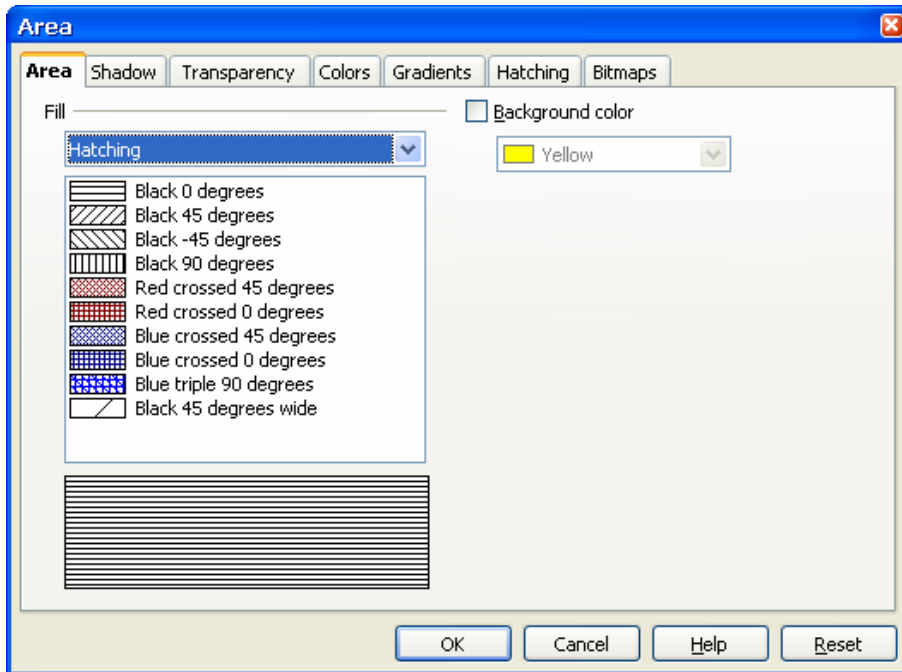 Area
Area Shadow Transparency Colors Gradients Hatching Bitmaps
Fill
Background color
Hatching
Yellow
Black 0 degrees
Black 45 degrees
Black -45 degrees
Black 90 degrees
Red crossed 45 degrees
Red crossed 0 degrees
Blue crossed 45 degrees
Blue crossed 0 degrees
Blue triple 90 degrees
Black 45 degrees wide
OK Cancel Help Reset